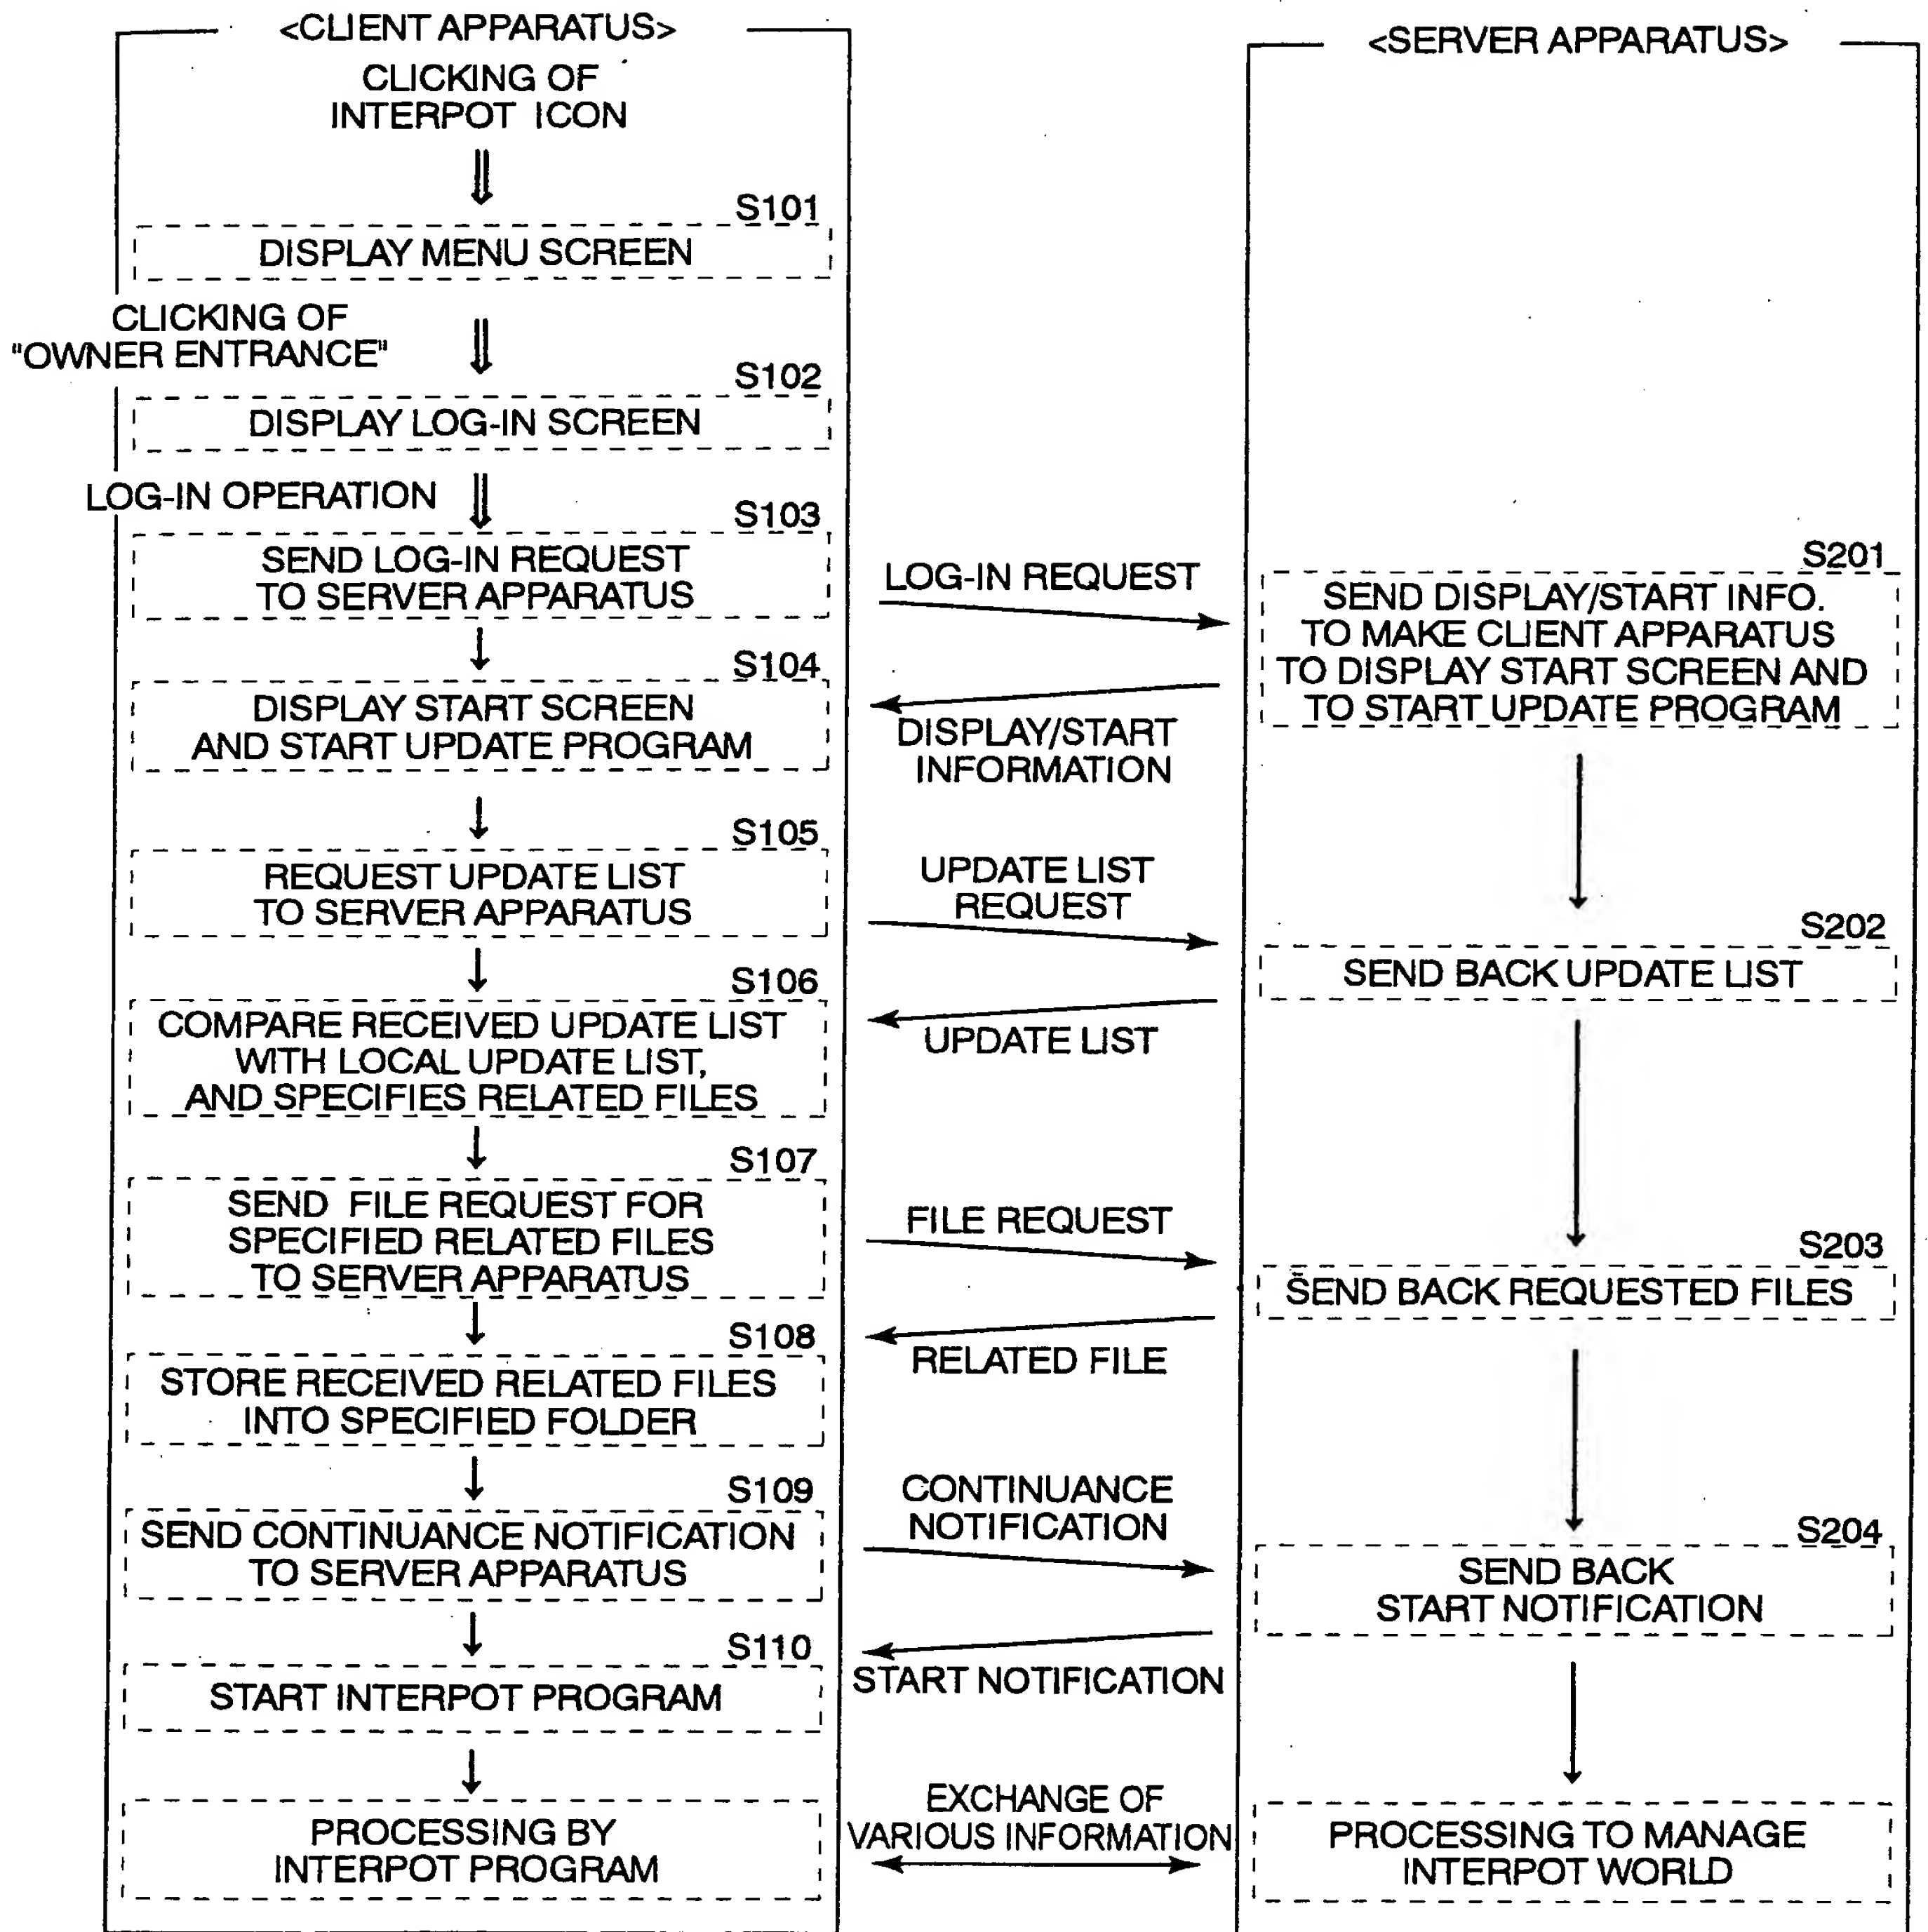 <CLIENT APPARATUS>
CLICKING OF
INTERPOT ICON
S101
DISPLAY MENU SCREEN
CLICKING OF
"OWNER ENTRANCE"
S102
DISPLAY LOG-IN SCREEN
LOG-IN OPERATION
S103
SEND LOG-IN REQUEST
TO SERVER APPARATUS
S104
DISPLAY START SCREEN
AND START UPDATE PROGRAM
S105
REQUEST UPDATE LIST
TO SERVER APPARATUS
S106
COMPARE RECEIVED UPDATE LIST
WITH LOCAL UPDATE LIST,
AND SPECIFIES RELATED FILES
S107
SEND FILE REQUEST FOR
SPECIFIED RELATED FILES
TO SERVER APPARATUS
S108
STORE RECEIVED RELATED FILES
INTO SPECIFIED FOLDER
S109
SEND CONTINUANCE NOTIFICATION
TO SERVER APPARATUS
S110
START INTERPOT PROGRAM
PROCESSING BY
INTERPOT PROGRAM
LOG-IN REQUEST
DISPLAY/START
INFORMATION
UPDATE LIST
REQUEST
UPDATE LIST
FILE REQUEST
RELATED FILE
CONTINUANCE
NOTIFICATION
START NOTIFICATION
EXCHANGE OF
VARIOUS INFORMATION
<SERVER APPARATUS>
S201
SEND DISPLAY/START INFO.
TO MAKE CLIENT APPARATUS
TO DISPLAY START SCREEN AND
TO START UPDATE PROGRAM
S202
SEND BACK UPDATE LIST
S203
SEND BACK REQUESTED FILES
S204
SEND BACK
START NOTIFICATION
PROCESSING TO MANAGE
INTERPOT WORLD